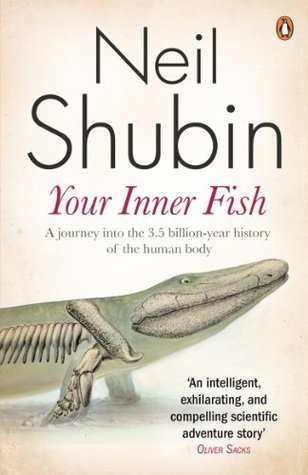 Neil
Shubin
Your Inner Fish
A journey into the 3.5 billion-year history
of the human body
'An intelligent,
exhilarating, and
compelling scientific
adventure story'
OLIVER SACKS